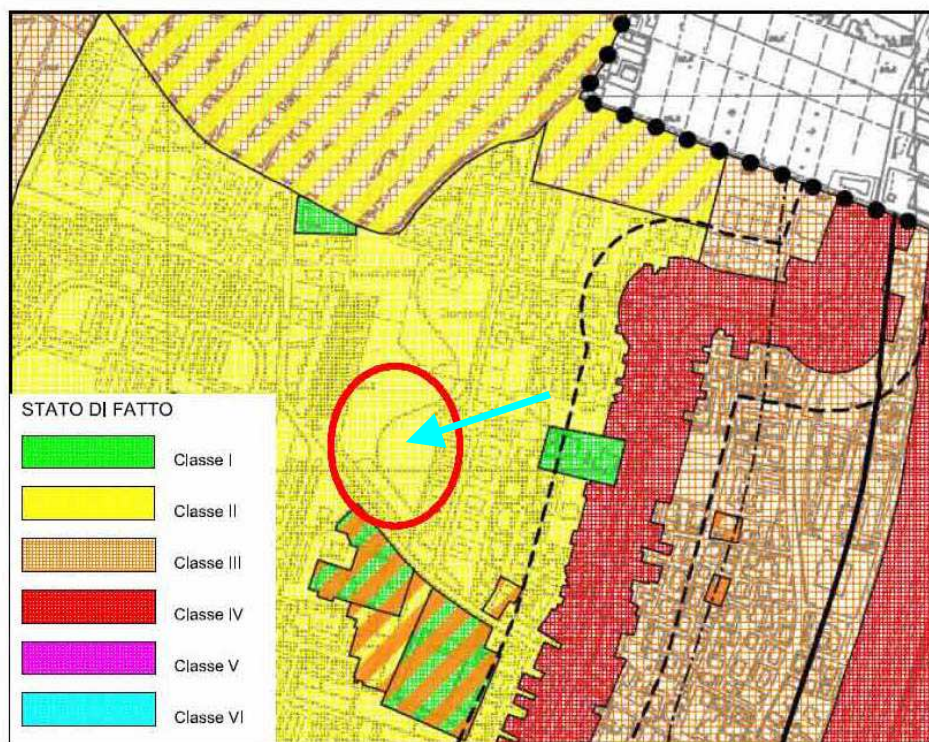 STATO DI FATTO
Classe I
Classe II
Classe III
Classe IV
Classe V
Classe VI